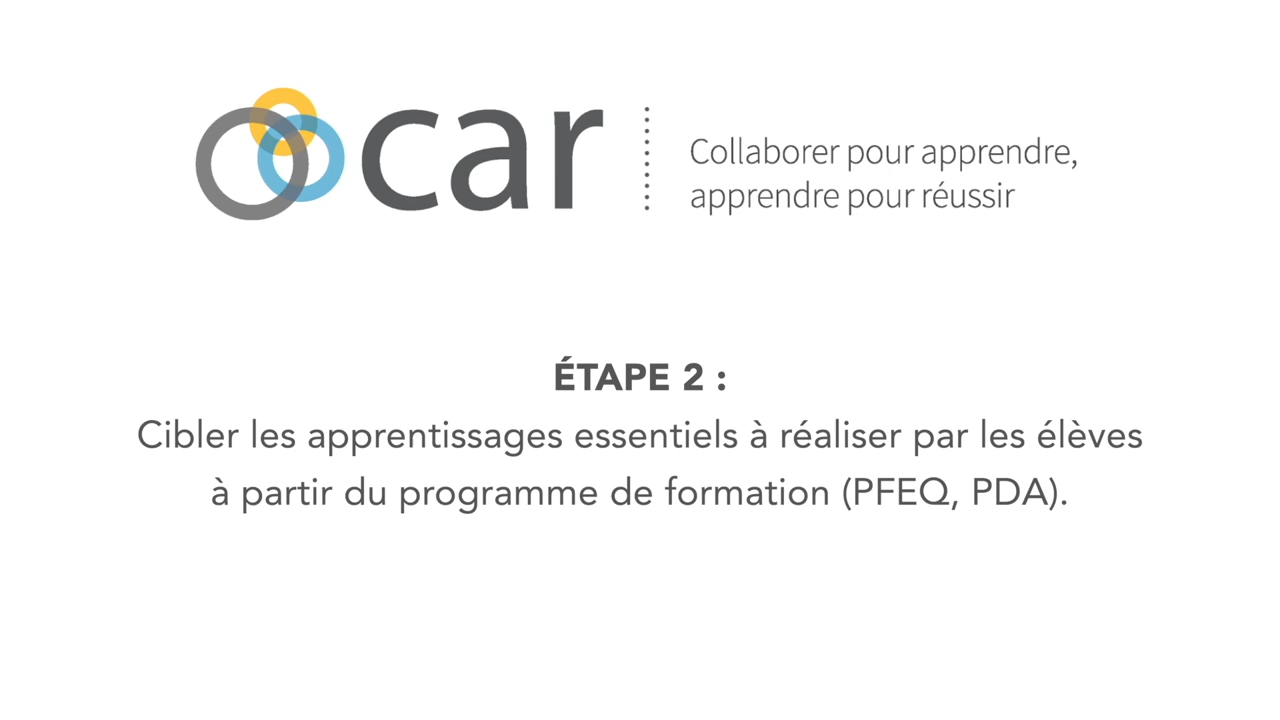 car
Collaborer pour apprendre,
apprendre pour réussir
ÉTAPE 2 :
Cibler les apprentissages essentiels à réaliser par les élèves
à partir du programme de formation (PFEQ, PDA).